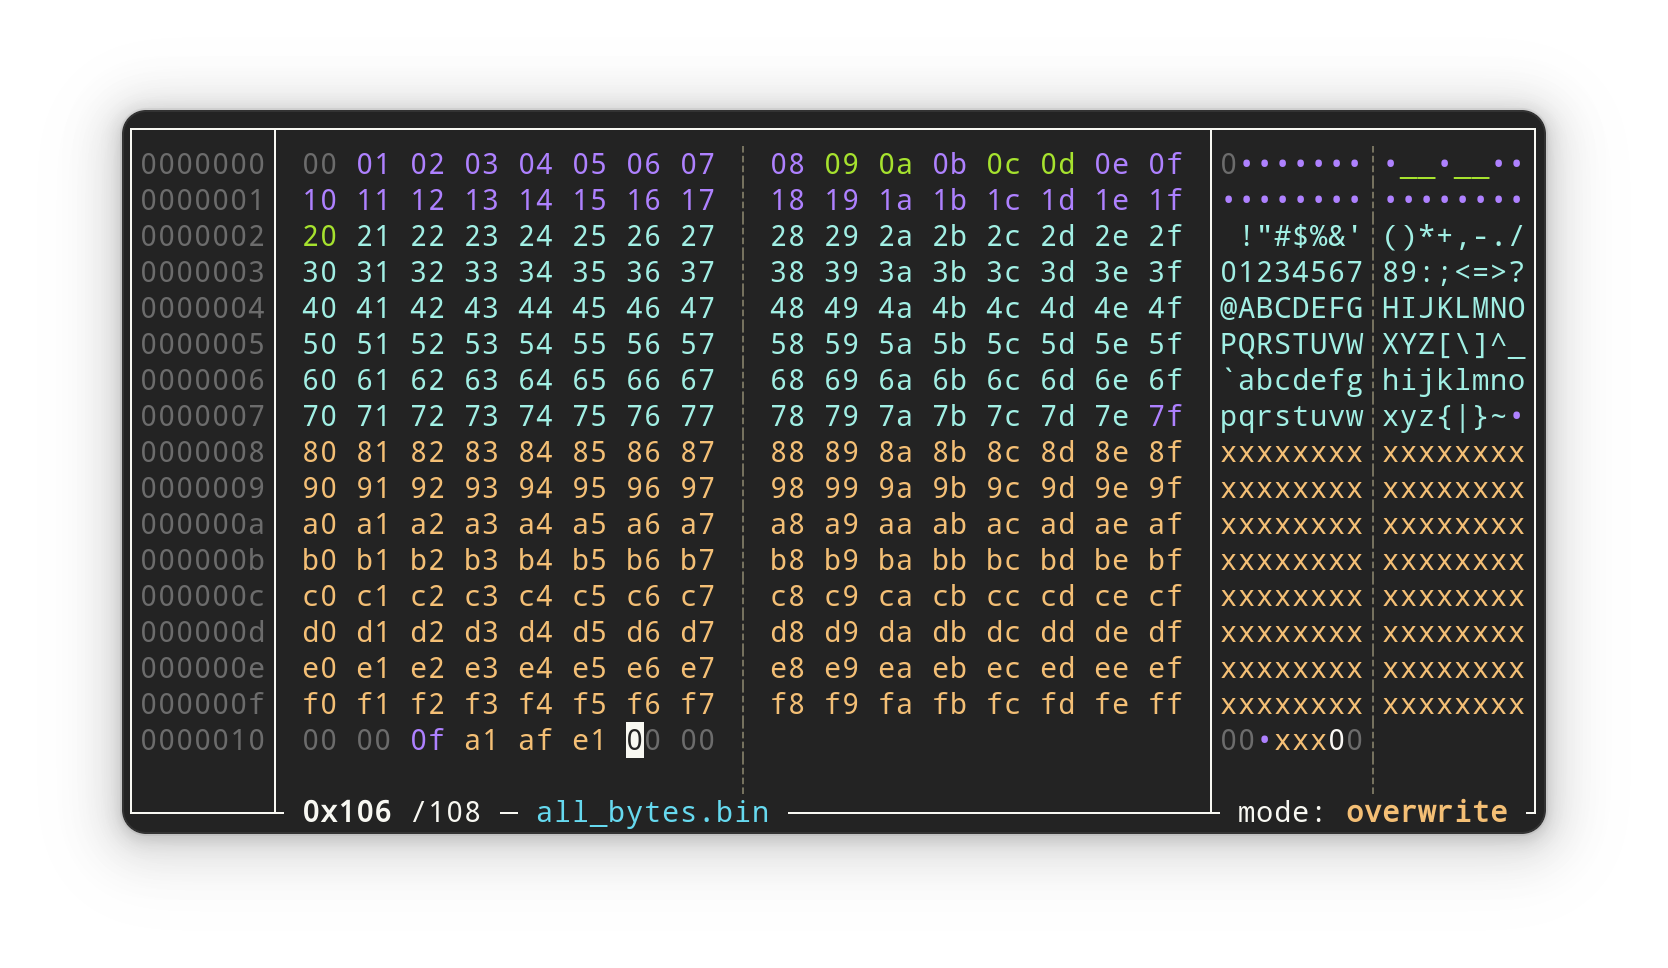 0000000 00 01 02 03 04 05 06 07 08 09 0a 0b 0c 0d 0e 0f 0••••••• •__•__••
0000001 10 11 12 13 14 15 16 17 18 19 1a 1b 1c 1d 1e 1f •••••••• ••••••••
0000002 20 21 22 23 24 25 26 27 28 29 2a 2b 2c 2d 2e 2f  !"#$%&' ()*+,-./
0000003 30 31 32 33 34 35 36 37 38 39 3a 3b 3c 3d 3e 3f 01234567 89:;<=>?
0000004 40 41 42 43 44 45 46 47 48 49 4a 4b 4c 4d 4e 4f @ABCDEFG HIJKLMNO
0000005 50 51 52 53 54 55 56 57 58 59 5a 5b 5c 5d 5e 5f PQRSTUVW XYZ[\]^_
0000006 60 61 62 63 64 65 66 67 68 69 6a 6b 6c 6d 6e 6f `abcdefg hijklmno
0000007 70 71 72 73 74 75 76 77 78 79 7a 7b 7c 7d 7e 7f pqrstuvw xyz{|}~•
0000008 80 81 82 83 84 85 86 87 88 89 8a 8b 8c 8d 8e 8f xxxxxxxx xxxxxxxx
0000009 90 91 92 93 94 95 96 97 98 99 9a 9b 9c 9d 9e 9f xxxxxxxx xxxxxxxx
000000a a0 a1 a2 a3 a4 a5 a6 a7 a8 a9 aa ab ac ad ae af xxxxxxxx xxxxxxxx
000000b b0 b1 b2 b3 b4 b5 b6 b7 b8 b9 ba bb bc bd be bf xxxxxxxx xxxxxxxx
000000c c0 c1 c2 c3 c4 c5 c6 c7 c8 c9 ca cb cc cd ce cf xxxxxxxx xxxxxxxx
000000d d0 d1 d2 d3 d4 d5 d6 d7 d8 d9 da db dc dd de df xxxxxxxx xxxxxxxx
000000e e0 e1 e2 e3 e4 e5 e6 e7 e8 e9 ea eb ec ed ee ef xxxxxxxx xxxxxxxx
000000f f0 f1 f2 f3 f4 f5 f6 f7 f8 f9 fa fb fc fd fe ff xxxxxxxx xxxxxxxx
0000010 00 00 0f a1 af e1 00 00 00•xxx00
0x106 /108 — all_bytes.bin mode: overwrite